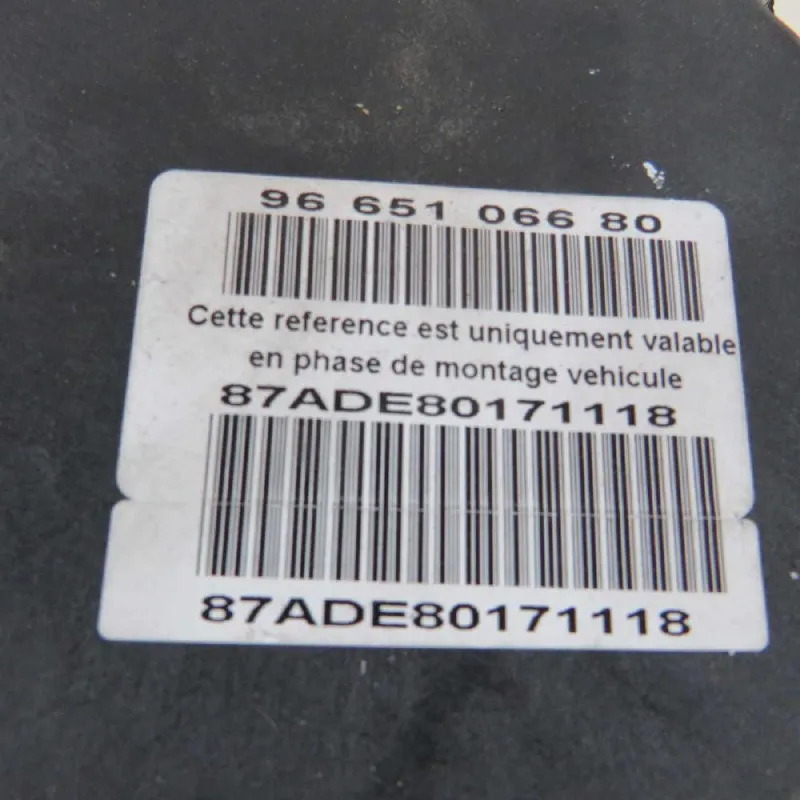 96 651 066 80
Cette reference est uniquement valable
en phase de montage vehicule
87ADE80171118
87ADE80171118